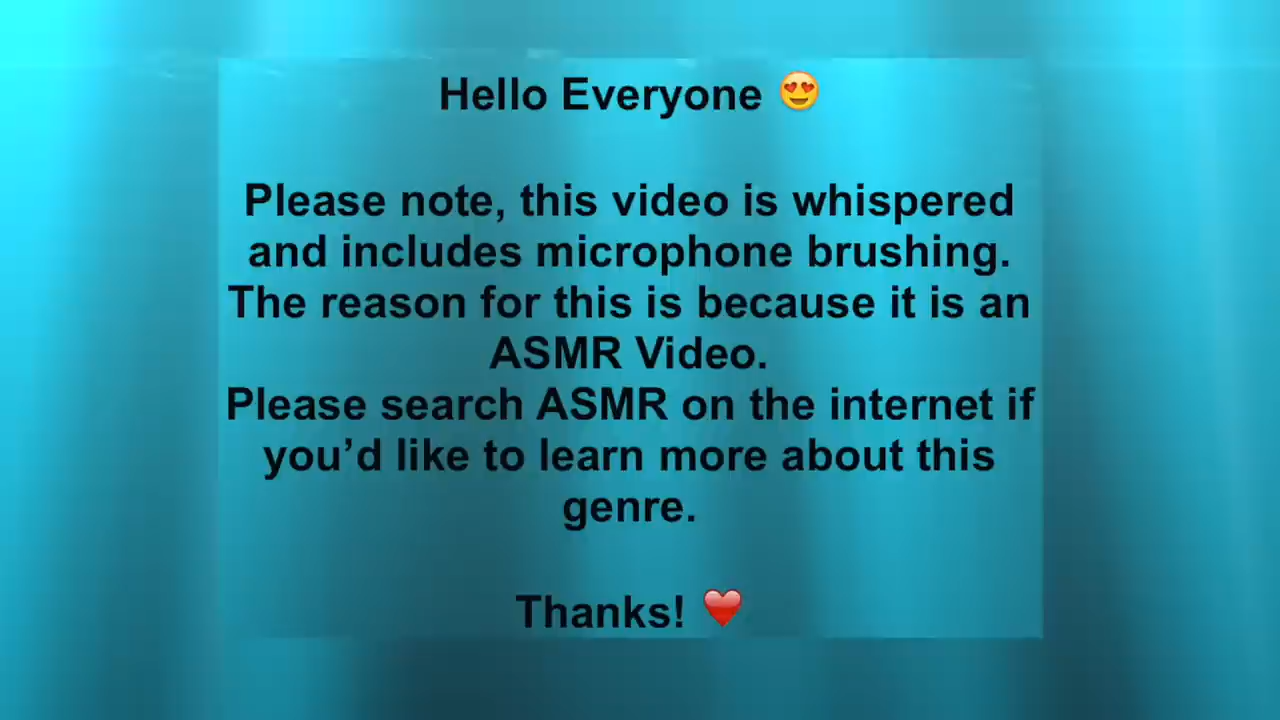 Hello Everyone 😍
Please note, this video is whispered
and includes microphone brushing.
The reason for this is because it is an
ASMR Video.
Please search ASMR on the internet if
you’d like to learn more about this
genre.
Thanks! ❤️